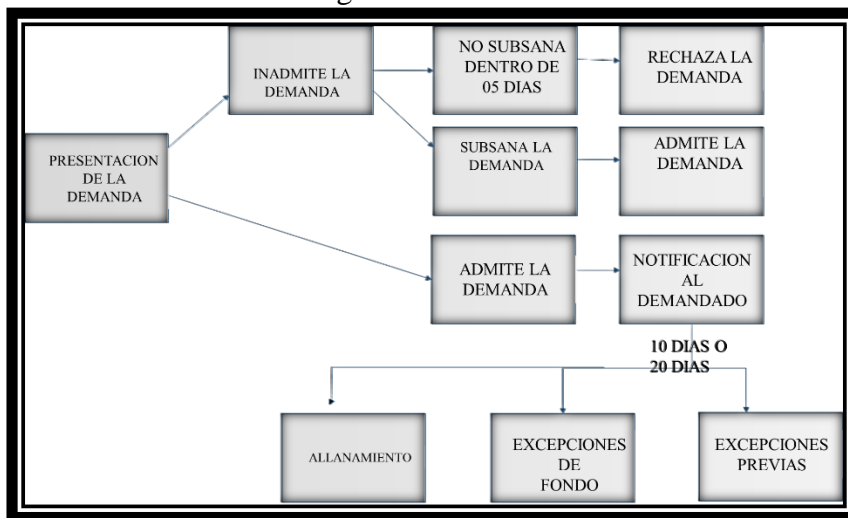 NO SUBSANA
DENTRO DE
05 DIAS
RECHAZA LA
DEMANDA
INADMITE LA
DEMANDA
SUBSANA LA
DEMANDA
ADMITE LA
DEMANDA
PRESENTACION
DE LA
DEMANDA
ADMITE LA
DEMANDA
NOTIFICACION
AL
DEMANDADO
10 DIAS O
20 DIAS
ALLANAMIENTO
EXCEPCIONES
DE
FONDO
EXCEPCIONES
PREVIAS